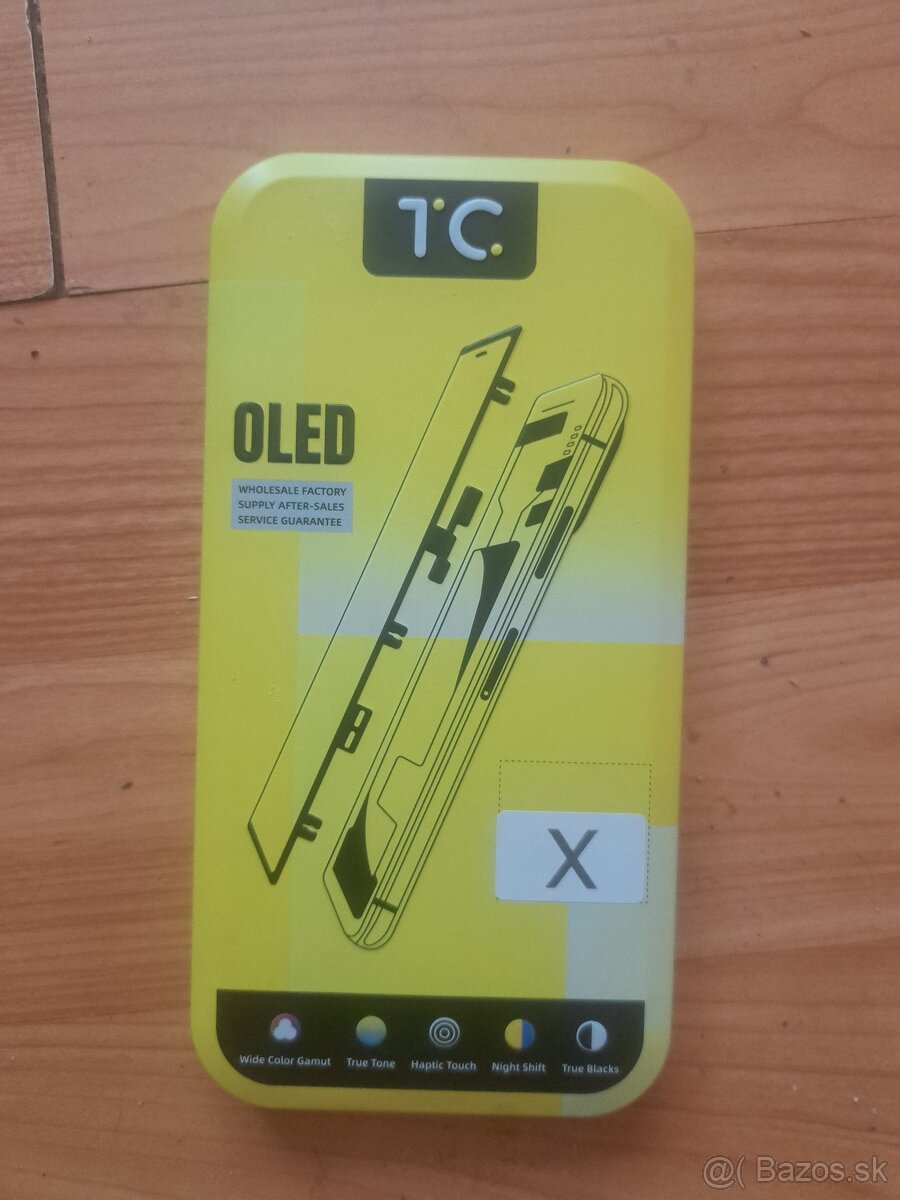 TC
OLED
WHOLESALE FACTORY
SUPPLY AFTER-SALES
SERVICE GUARANTEE
X
Wide Color Gamut
True Tone
Haptic Touch
Night Shift
True Blacks
@( Bazos.sk